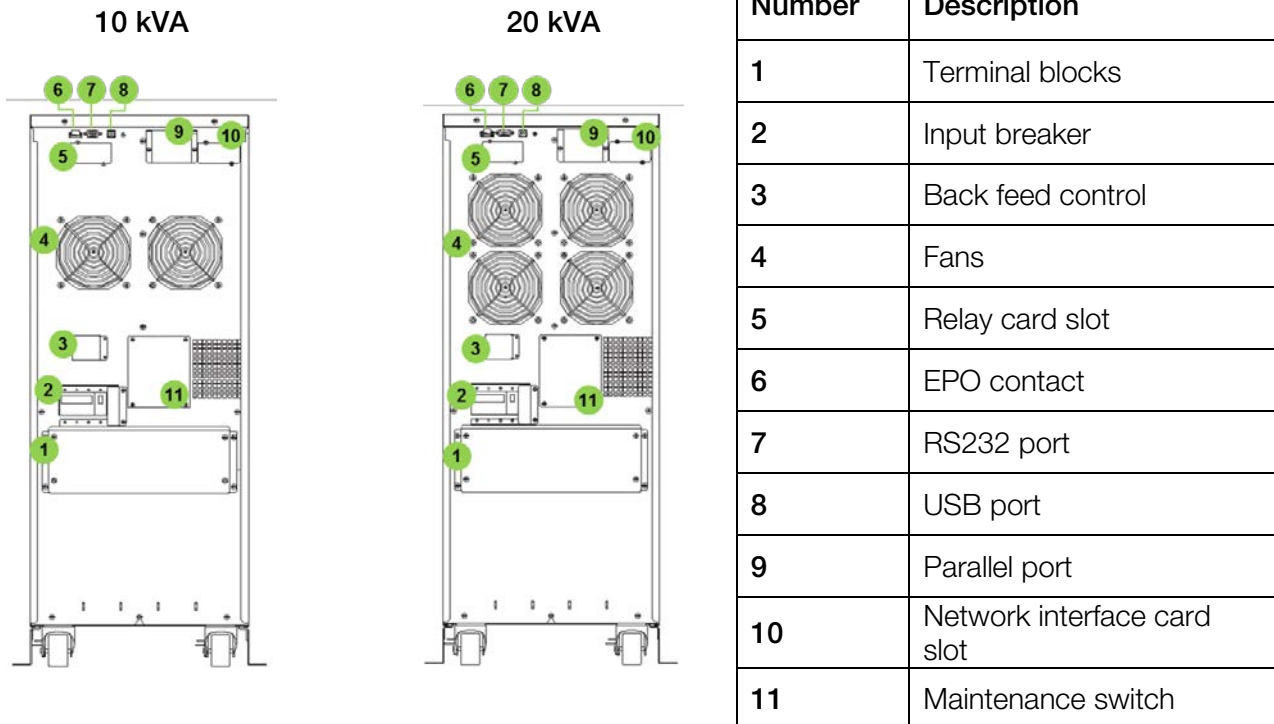 10 kVA
20 kVA
6 7 8
9
10
5
4
3
2
11
1
6 7 8
9
10
5
4
3
2
11
1
Number Description
1 Terminal blocks
2 Input breaker
3 Back feed control
4 Fans
5 Relay card slot
6 EPO contact
7 RS232 port
8 USB port
9 Parallel port
10 Network interface card
slot
11 Maintenance switch